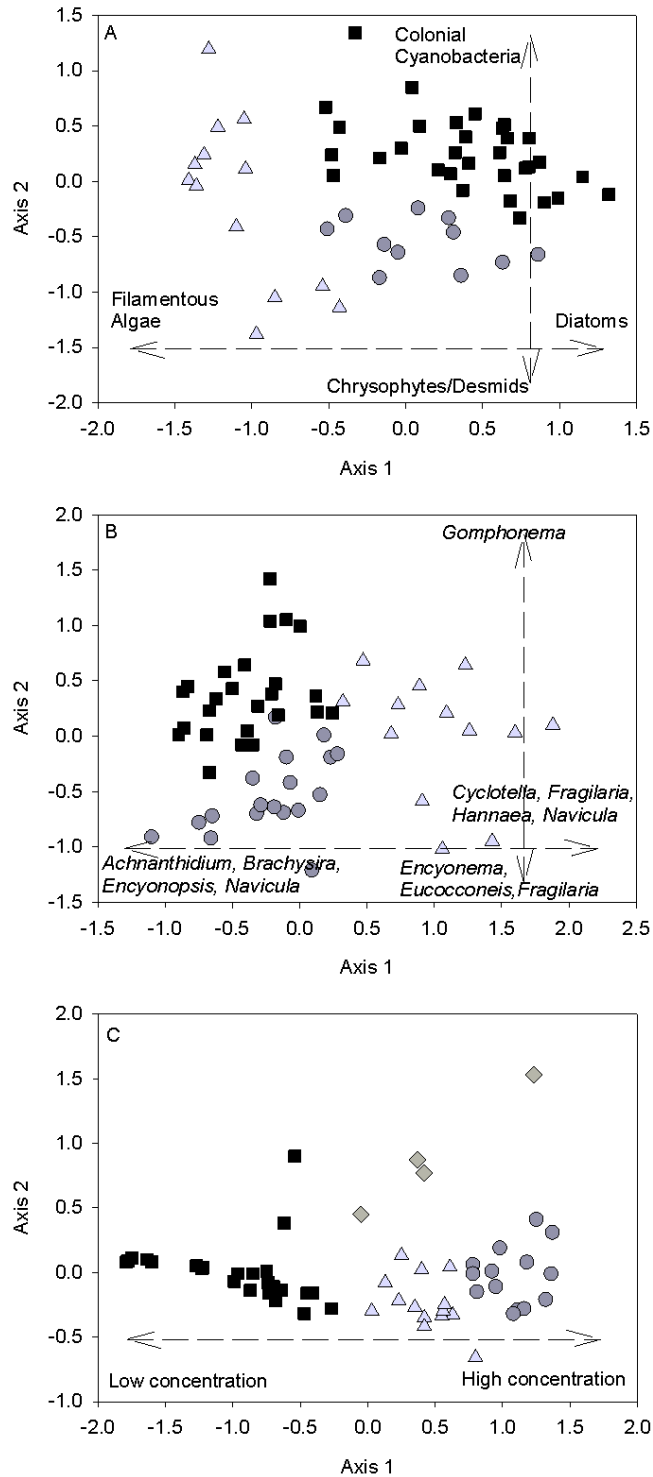 A
Colonial
Cyanobacteria
1.5
1.0
0.5
0.0
-0.5
-1.0
-1.5
-2.0
Axis 2
Filamentous
Algae
Diatoms
Chrysophytes/Desmids
-2.0 -1.5 -1.0 -0.5 0.0 0.5 1.0 1.5
Axis 1
B
Gomphonema
2.0
1.5
1.0
0.5
0.0
-0.5
-1.0
-1.5
Axis 2
Cyclotella, Fragilaria,
Hannaea, Navicula
Achnanthidium, Brachysira,
Encyonopsis, Navicula
Encyonema,
Eucocconeis,Fragilaria
-1.5 -1.0 -0.5 0.0 0.5 1.0 1.5 2.0 2.5
Axis 1
C
2.0
1.5
1.0
0.5
0.0
-0.5
-1.0
Axis 2
Low concentration
High concentration
-2.0 -1.5 -1.0 -0.5 0.0 0.5 1.0 1.5 2.0
Axis 1